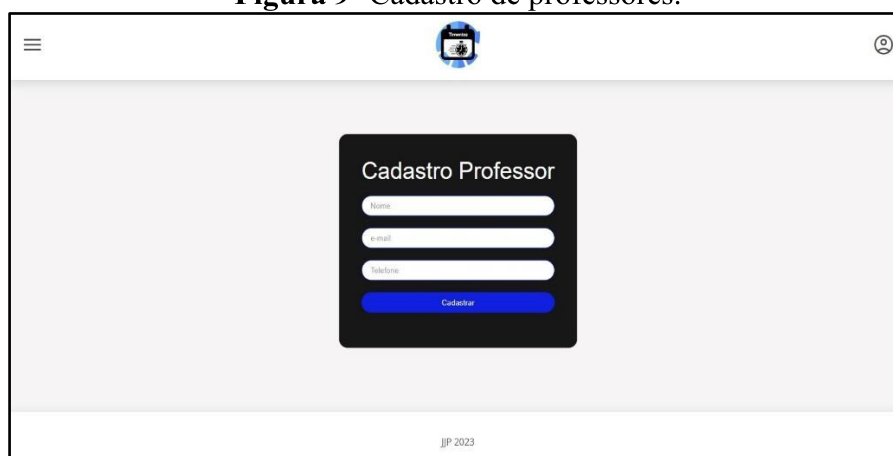 Figura 9- Cadastro de professores.
Cadastro Professor
Nome
e-mail
Telefone
Cadastrar
JJP 2023